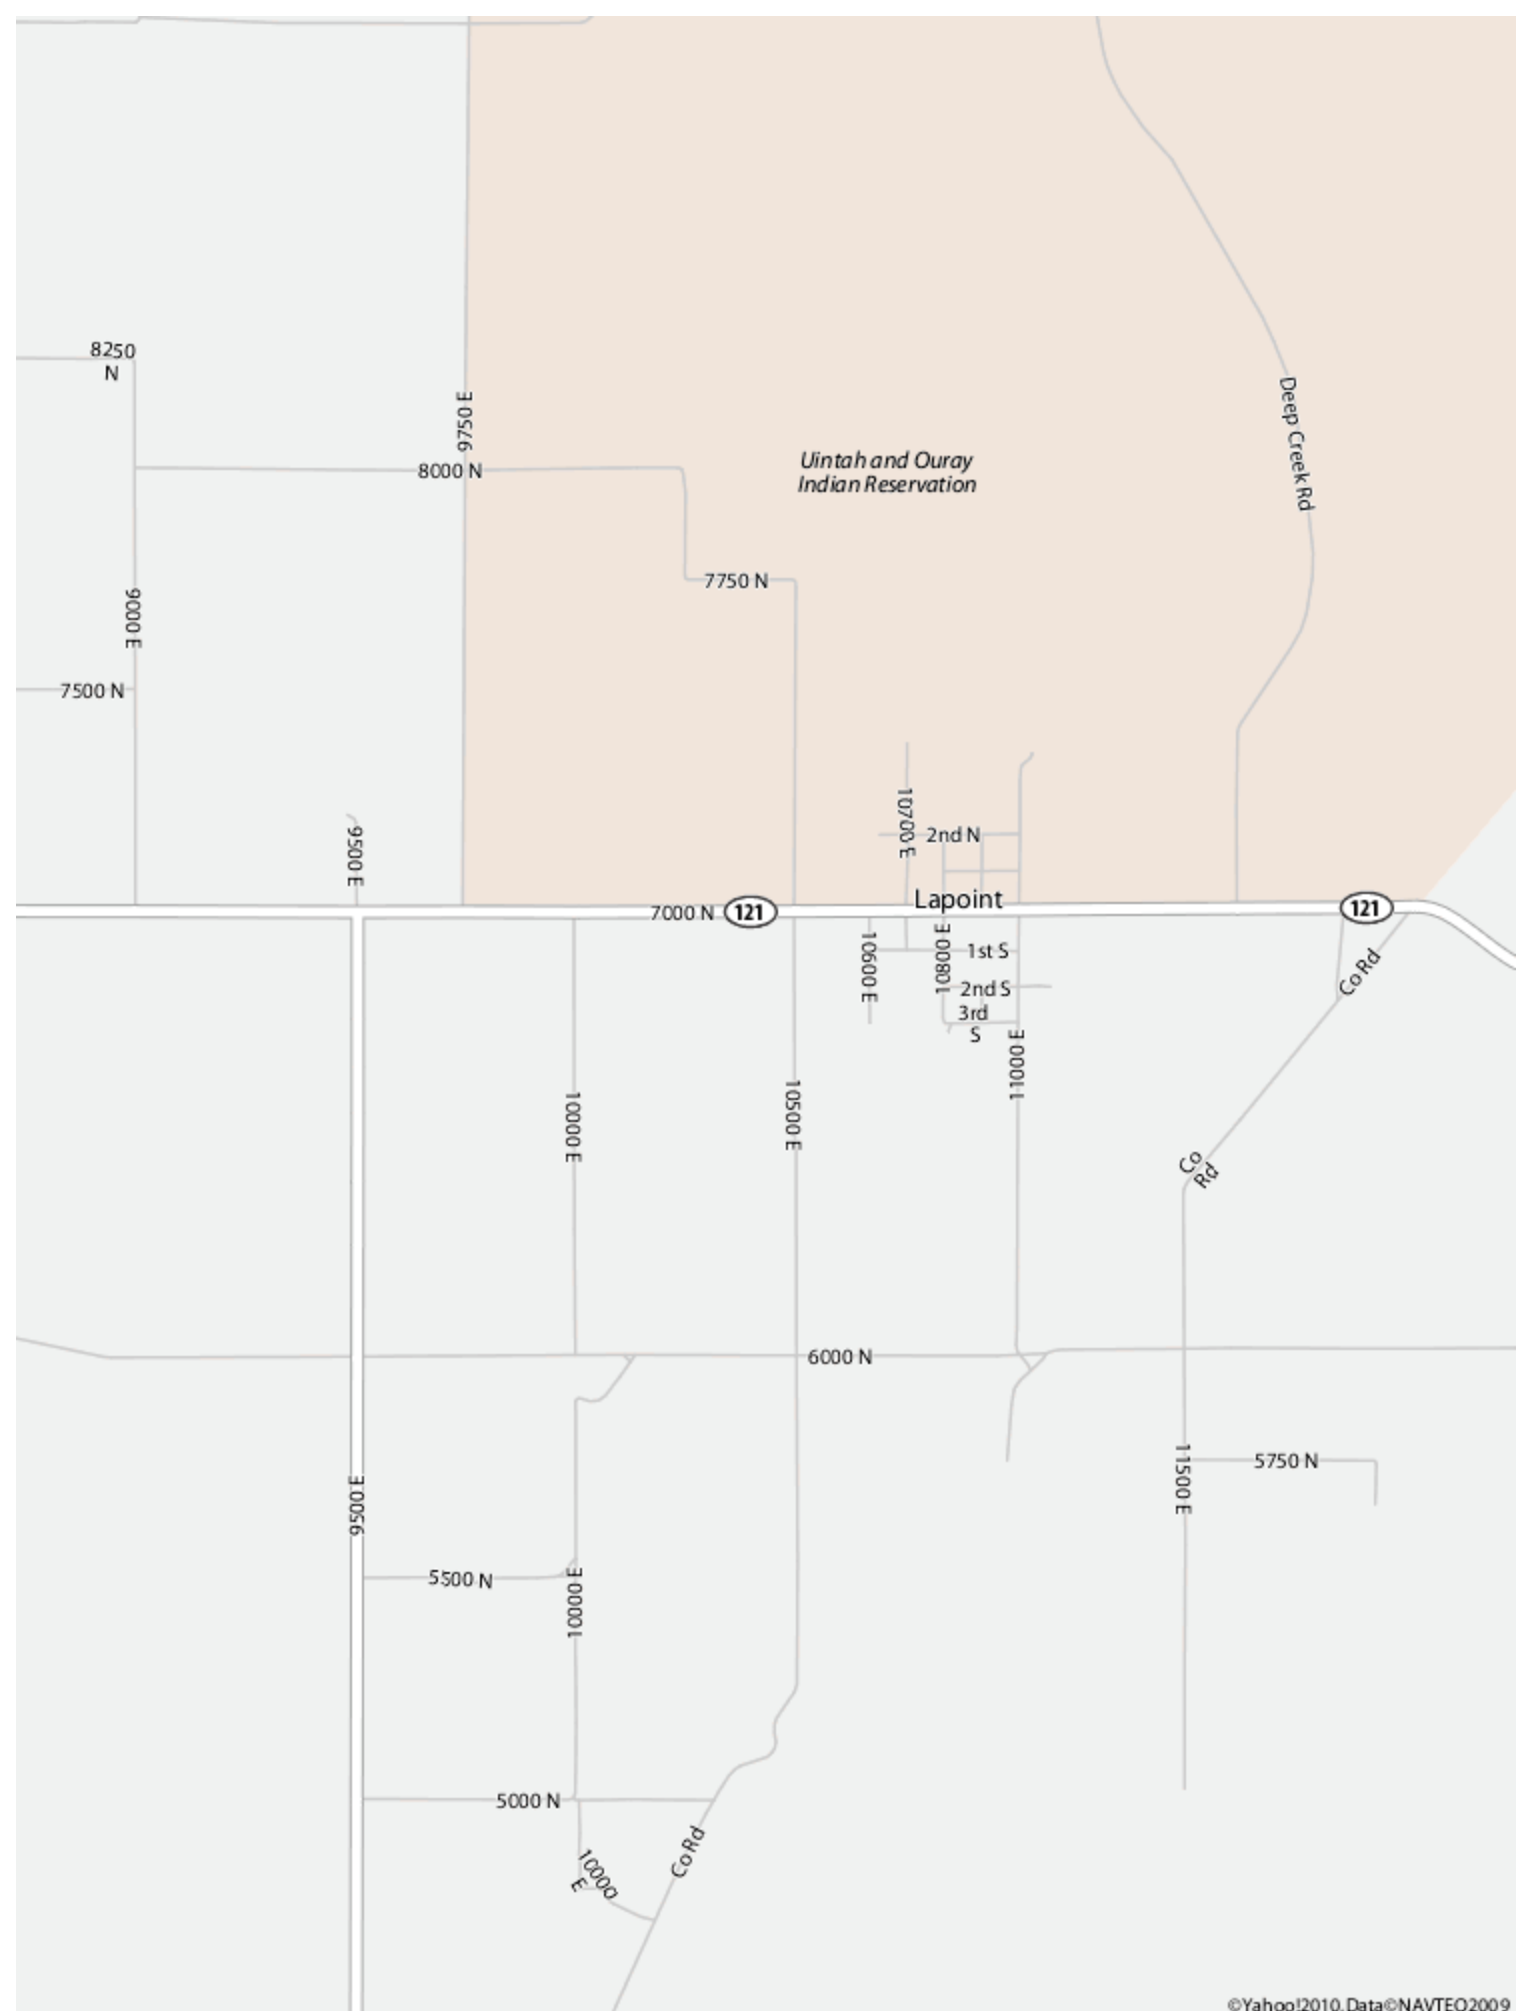 8250
N
9750 E
Deep Creek Rd
8000 N
Uintah and Ouray
Indian Reservation
7750 N
9000 E
7500 N
10700 E
2nd N
9500 E
Lapoint
7000 N
121
121
10600 E
10800 E
1st S
Co Rd
2nd S
3rd
S
11000 E
10000 E
10500 E
Co
Rd
6000 N
9500 E
11500 E
5750 N
5500 N
10000 E
5000 N
Co Rd
10000
E
©Yahoo!2010, Data©NAVTEQ2009